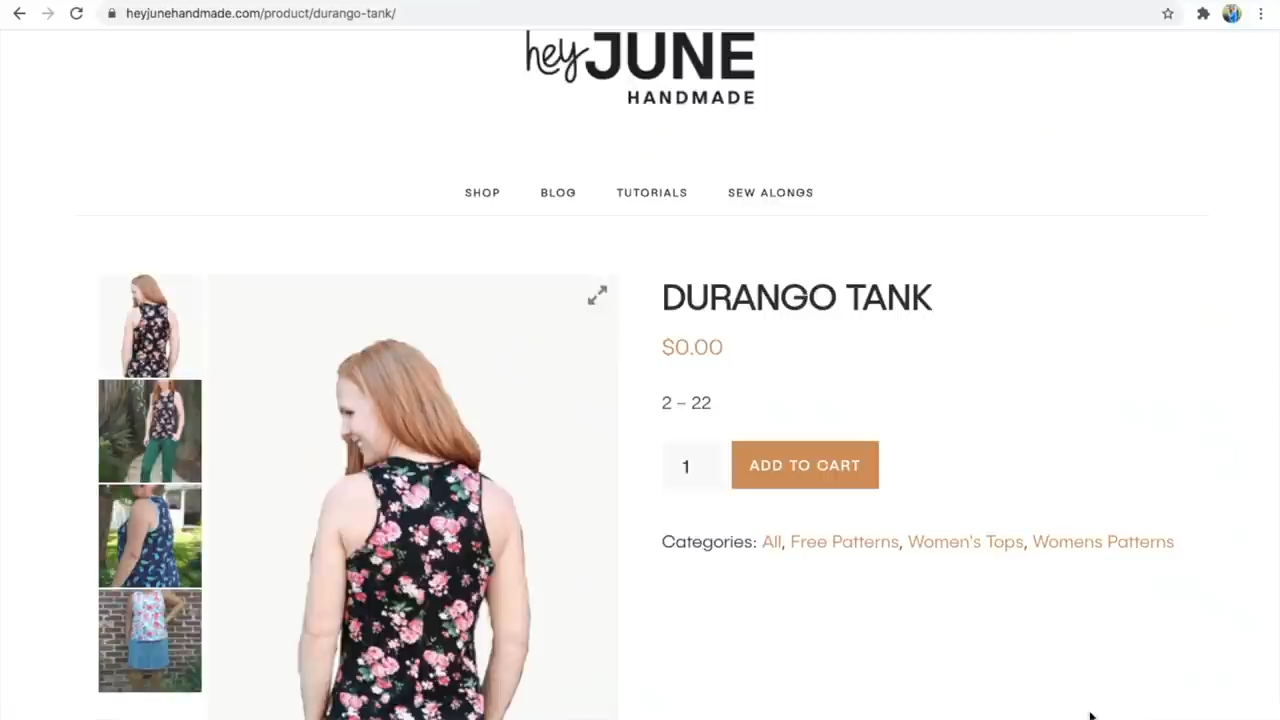 heyjunehandmade.com/product/durango-tank/
hey JUNE
HANDMADE
SHOP BLOG TUTORIALS SEW ALONGS
DURANGO TANK
$0.00
2 – 22
1 ADD TO CART
Categories: All, Free Patterns, Women's Tops, Womens Patterns